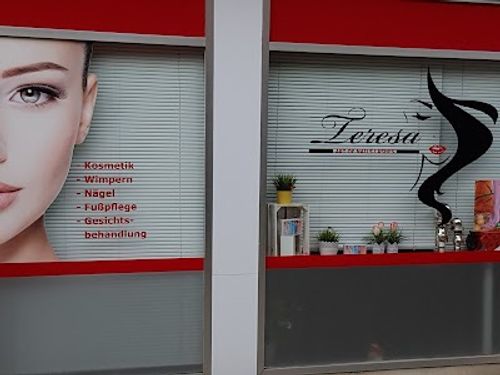 - Kosmetik
- Wimpern
- Nägel
- Fußpflege
- Gesichts-
behandlung
Teresa